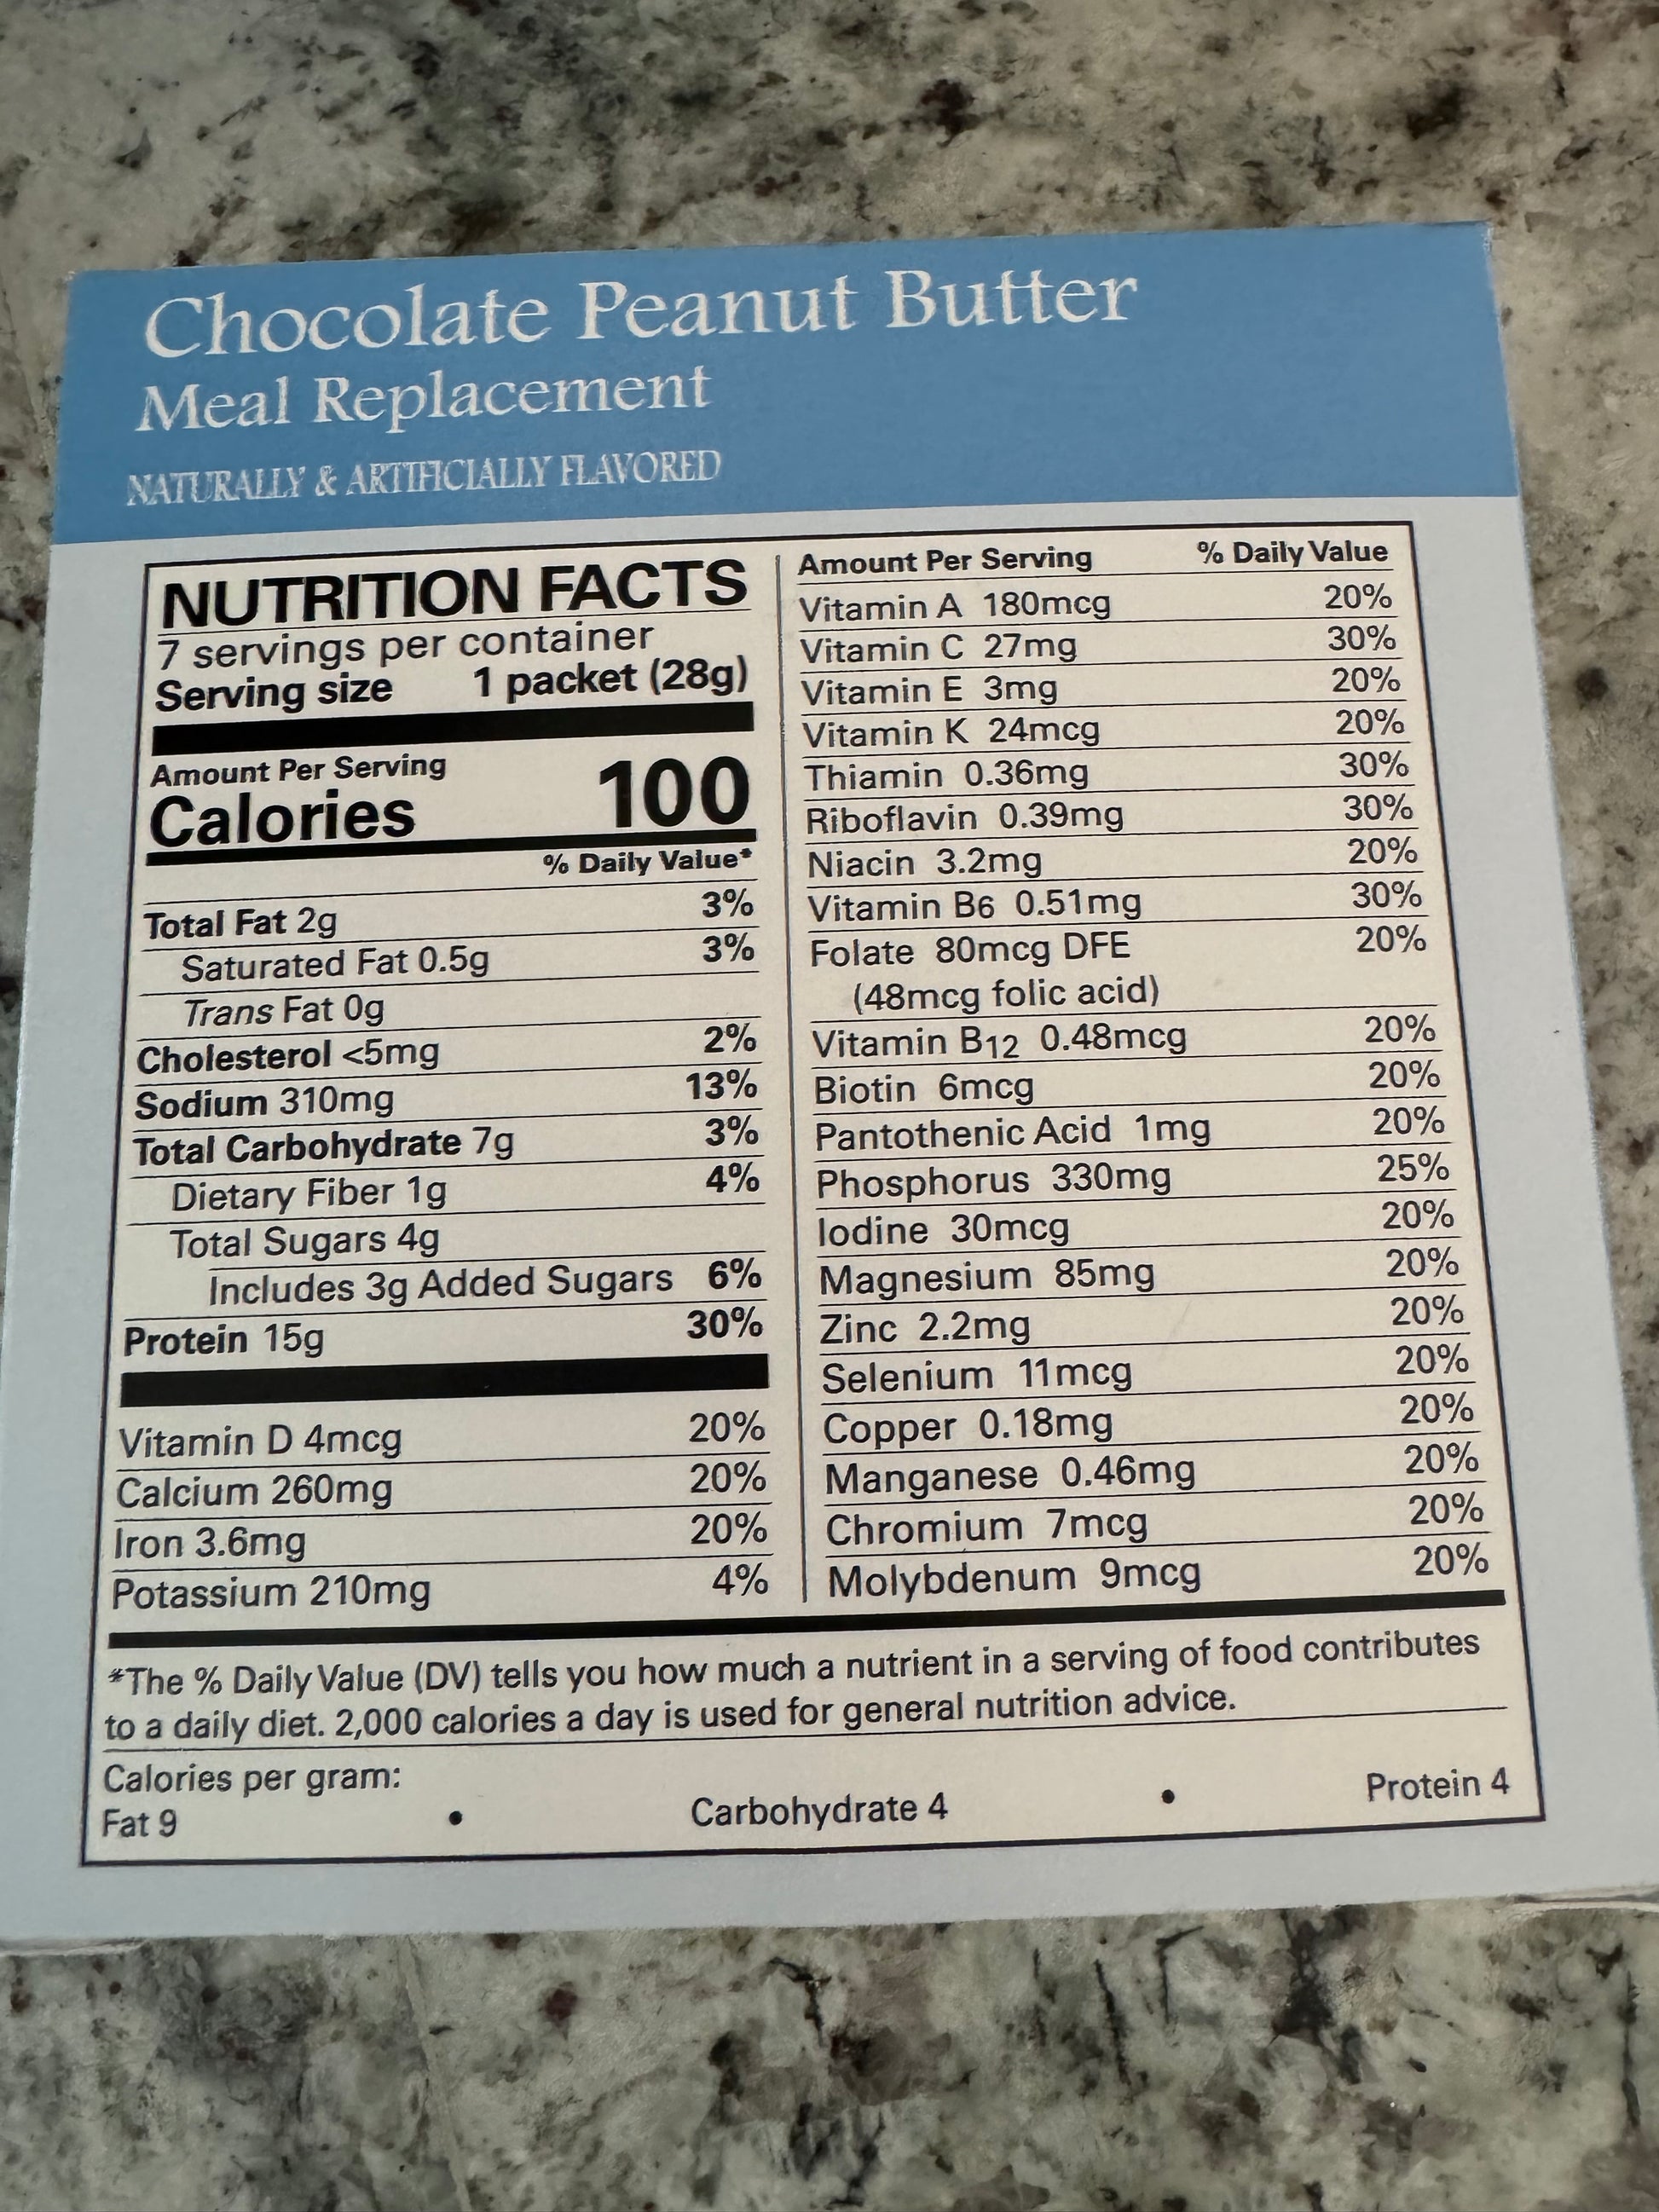 Chocolate Peanut Butter
Meal Replacement
NATURALLY & ARTIFICIALLY FLAVORED
NUTRITION FACTS
7 servings per container
Serving size 1 packet (28g)
Amount Per Serving
Calories 100
% Daily Value*
Total Fat 2g 3%
Saturated Fat 0.5g 3%
Trans Fat 0g
Cholesterol <5mg 2%
Sodium 310mg 13%
Total Carbohydrate 7g 3%
Dietary Fiber 1g 4%
Total Sugars 4g
Includes 3g Added Sugars 6%
Protein 15g 30%
Vitamin D 4mcg 20%
Calcium 260mg 20%
Iron 3.6mg 20%
Potassium 210mg 4%
Amount Per Serving % Daily Value
Vitamin A 180mcg 20%
Vitamin C 27mg 30%
Vitamin E 3mg 20%
Vitamin K 24mcg 20%
Thiamin 0.36mg 30%
Riboflavin 0.39mg 30%
Niacin 3.2mg 20%
Vitamin B6 0.51mg 30%
Folate 80mcg DFE 20%
(48mcg folic acid)
Vitamin B12 0.48mcg 20%
Biotin 6mcg 20%
Pantothenic Acid 1mg 20%
Phosphorus 330mg 25%
Iodine 30mcg 20%
Magnesium 85mg 20%
Zinc 2.2mg 20%
Selenium 11mcg 20%
Copper 0.18mg 20%
Manganese 0.46mg 20%
Chromium 7mcg 20%
Molybdenum 9mcg 20%
*The % Daily Value (DV) tells you how much a nutrient in a serving of food contributes
to a daily diet. 2,000 calories a day is used for general nutrition advice.
Calories per gram:
Fat 9 • Carbohydrate 4 • Protein 4